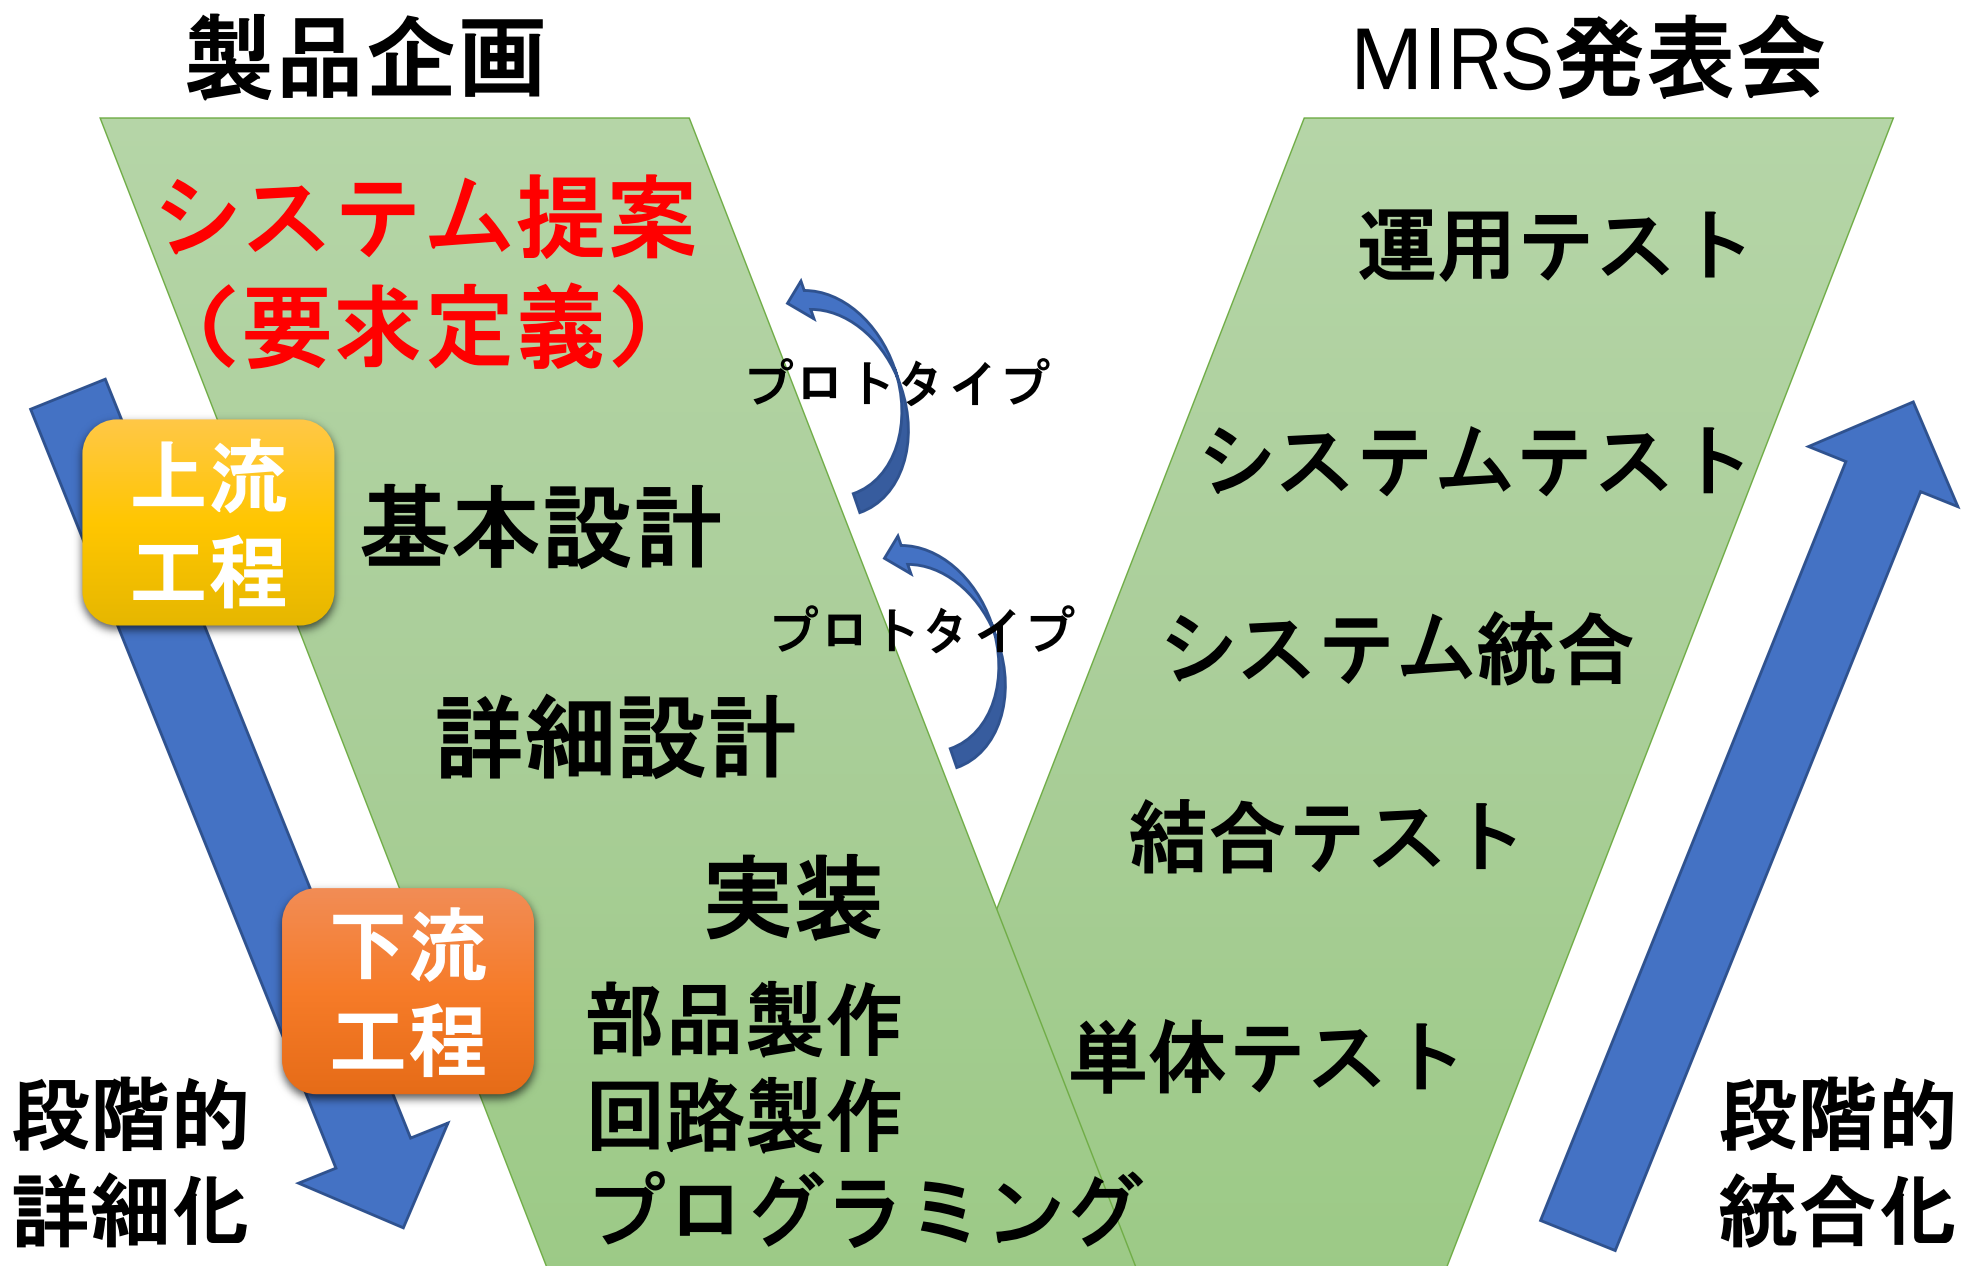 製品企画
システム提案
（要求定義）
上流
工程
基本設計
プロトタイプ
詳細設計
プロトタイプ
実装
下流
工程
部品製作
回路製作
プログラミング
段階的
詳細化
MIRS発表会
運用テスト
システムテスト
システム統合
結合テスト
単体テスト
段階的
統合化